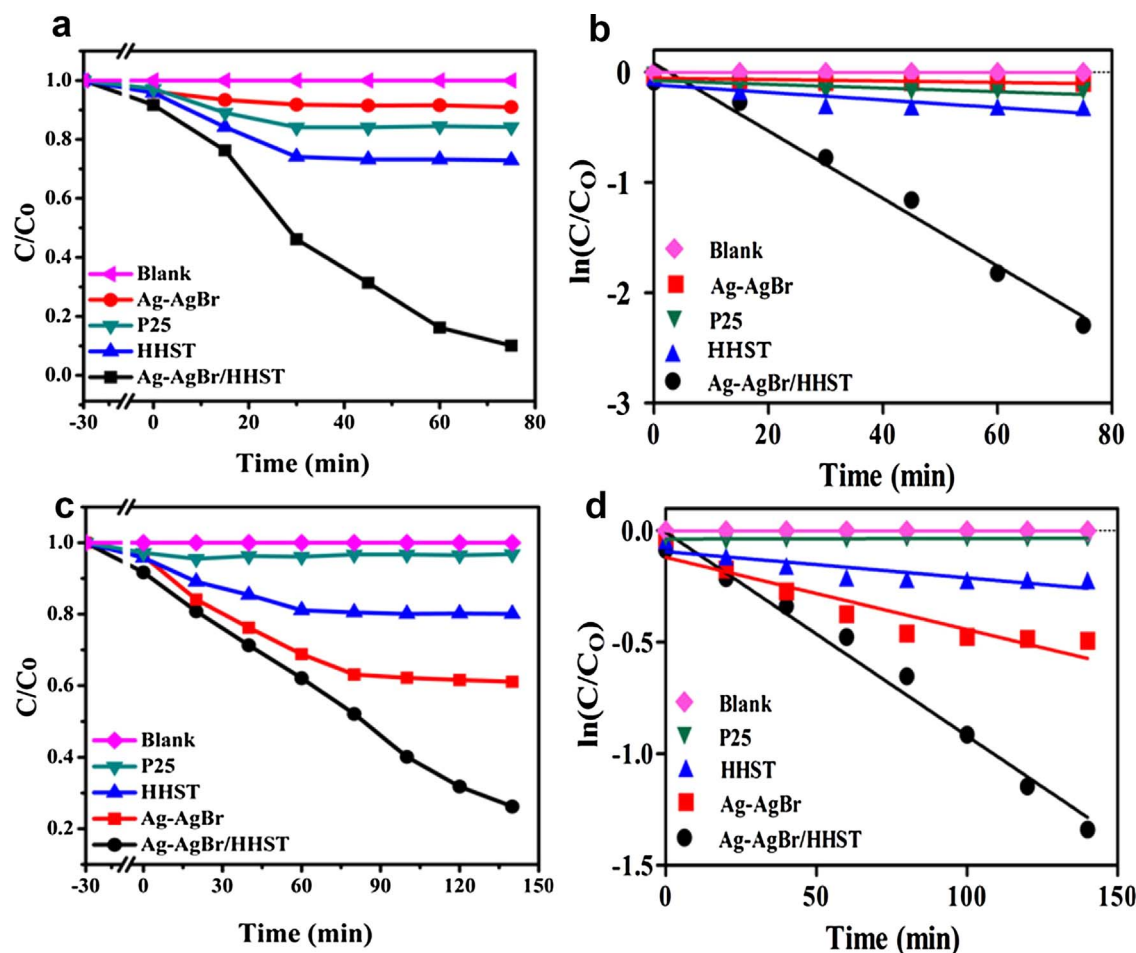 a
C/Co
1.0
0.8
0.6
0.4
0.2
0.0
Blank
Ag-AgBr
P25
HHST
Ag-AgBr/HHST
-30 0 20 40 60 80
Time (min)
b
ln(C/CO)
0
-1
-2
-3
Blank
Ag-AgBr
P25
HHST
Ag-AgBr/HHST
0 20 40 60 80
Time (min)
c
C/Co
1.0
0.8
0.6
0.4
0.2
Blank
P25
HHST
Ag-AgBr
Ag-AgBr/HHST
-30 0 30 60 90 120 150
Time (min)
d
ln(C/CO)
0.0
-0.5
-1.0
-1.5
Blank
P25
HHST
Ag-AgBr
Ag-AgBr/HHST
0 50 100 150
Time (min)